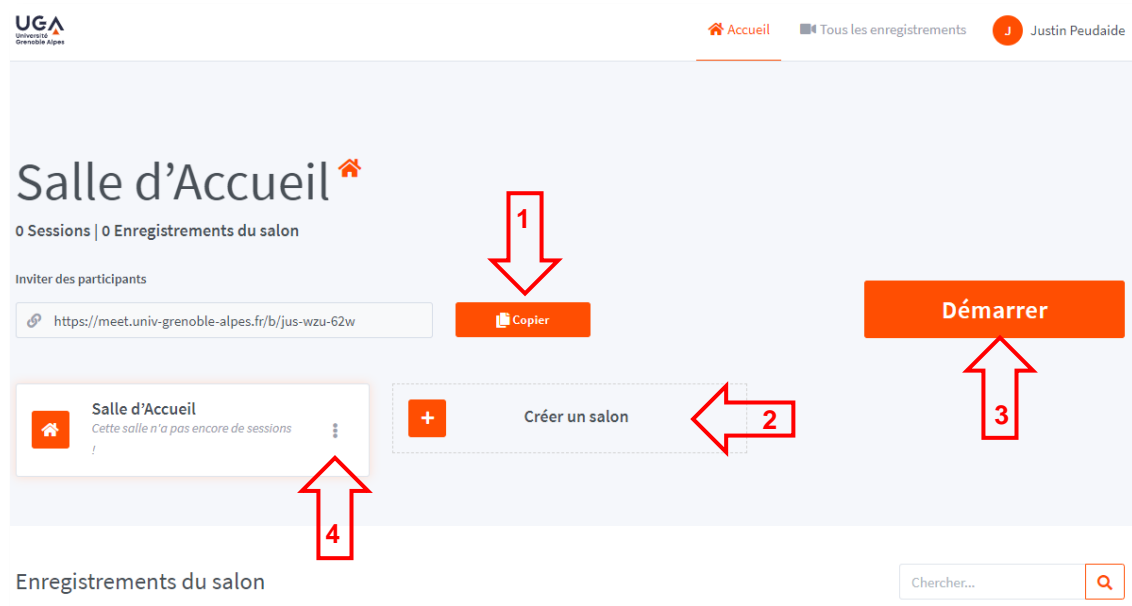 UGA
Université
Grenoble Alpes
Accueil
Tous les enregistrements
J
Justin Peudaide
Salle d’Accueil
0 Sessions | 0 Enregistrements du salon
1
Inviter des participants
https://meet.univ-grenoble-alpes.fr/b/jus-wzu-62w
Copier
Démarrer
Salle d’Accueil
Cette salle n'a pas encore de sessions
!
+
Créer un salon
2
3
4
Enregistrements du salon
Chercher...